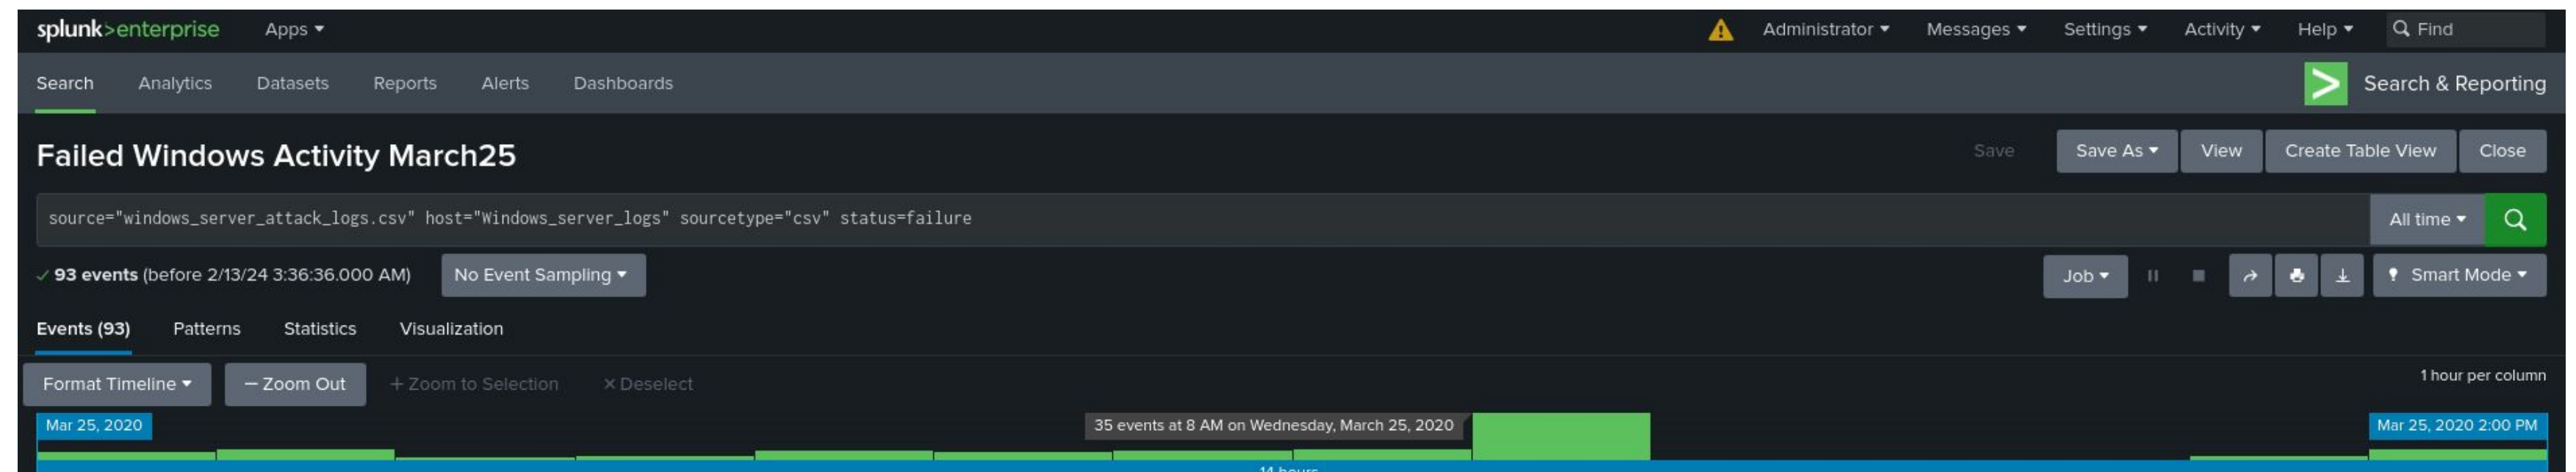 splunk>enterprise Apps Administrator Messages Settings Activity Help Find
Search Analytics Datasets Reports Alerts Dashboards Search & Reporting
Failed Windows Activity March25 Save Save As View Create Table View Close
source="windows_server_attack_logs.csv" host="Windows_server_logs" sourcetype="csv" status=failure All time
93 events (before 2/13/24 3:36:36.000 AM) No Event Sampling Job Smart Mode
Events (93) Patterns Statistics Visualization
Format Timeline — Zoom Out + Zoom to Selection × Deselect 1 hour per column
Mar 25, 2020 35 events at 8 AM on Wednesday, March 25, 2020 Mar 25, 2020 2:00 PM
14 hours